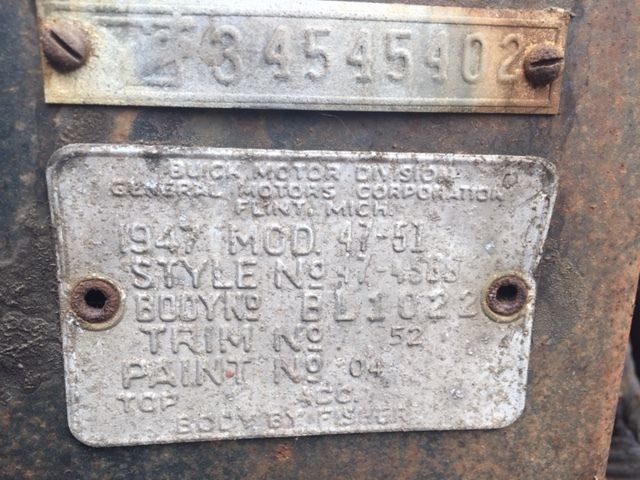 234545402
BUICK MOTOR DIVISION
GENERAL MOTORS CORPORATION
FLINT, MICH.
1947 MOD. 47-51
STYLE NO
BODY NO BL1022
TRIM NO 52
PAINT NO 04
TOP ACC.
BODY BY FISHER